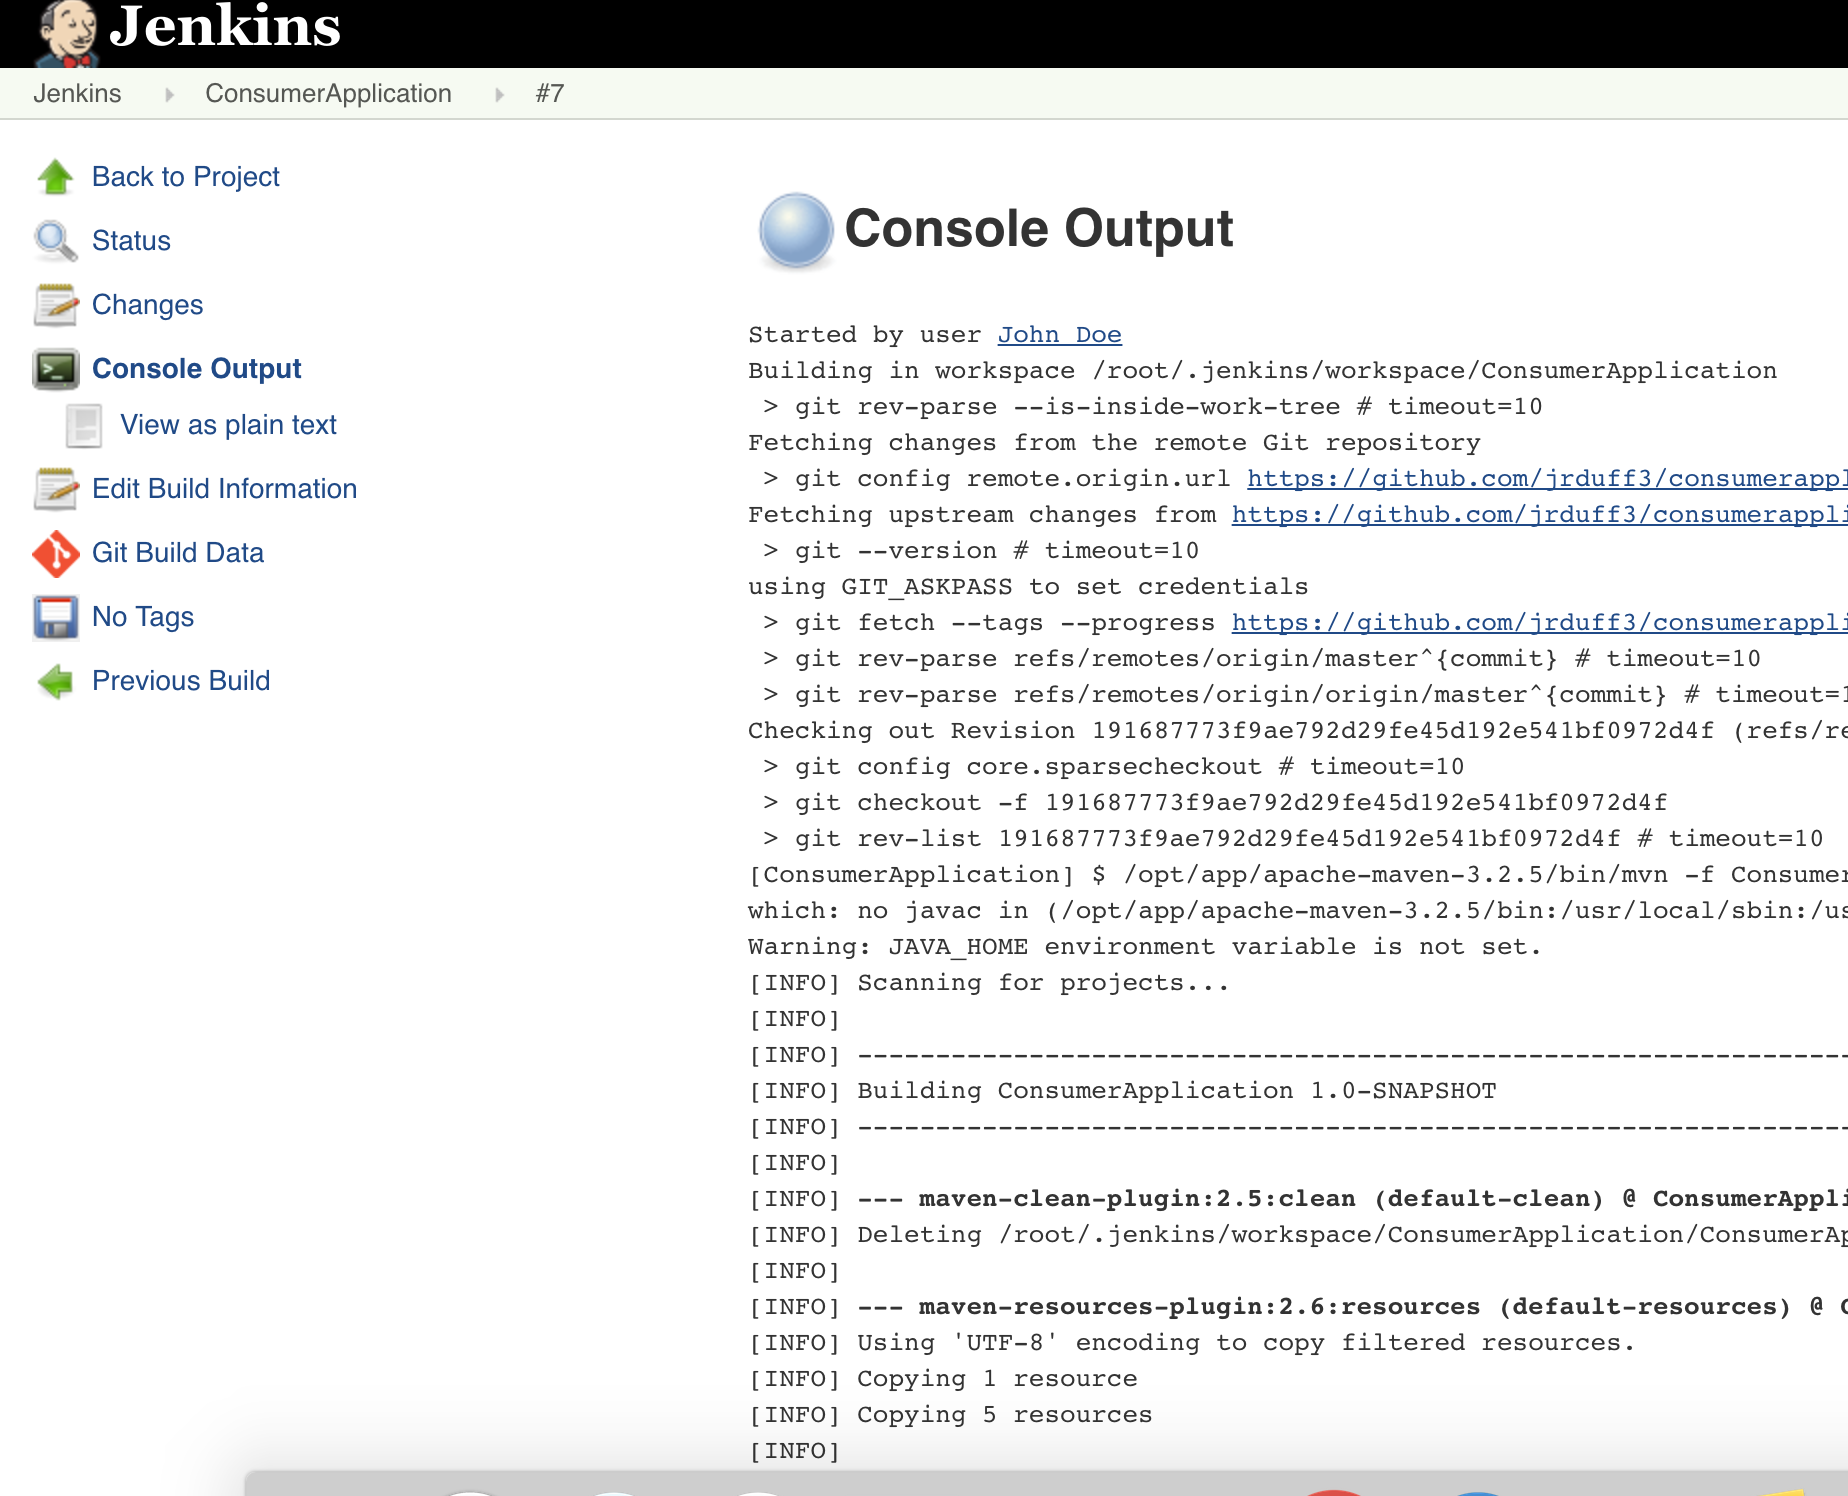 Jenkins
Jenkins ConsumerApplication #7
Back to Project
Status
Changes
Console Output
View as plain text
Edit Build Information
Git Build Data
No Tags
Previous Build
Console Output
Started by user John Doe
Building in workspace /root/.jenkins/workspace/ConsumerApplication
> git rev-parse --is-inside-work-tree # timeout=10
Fetching changes from the remote Git repository
> git config remote.origin.url https://github.com/jrduff3/consumerappl
Fetching upstream changes from https://github.com/jrduff3/consumerappli
> git --version # timeout=10
using GIT_ASKPASS to set credentials
> git fetch --tags --progress https://github.com/jrduff3/consumerappli
> git rev-parse refs/remotes/origin/master^{commit} # timeout=10
> git rev-parse refs/remotes/origin/origin/master^{commit} # timeout=1
Checking out Revision 191687773f9ae792d29fe45d192e541bf0972d4f (refs/re
> git config core.sparsecheckout # timeout=10
> git checkout -f 191687773f9ae792d29fe45d192e541bf0972d4f
> git rev-list 191687773f9ae792d29fe45d192e541bf0972d4f # timeout=10
[ConsumerApplication] $ /opt/app/apache-maven-3.2.5/bin/mvn -f Consumer
which: no javac in (/opt/app/apache-maven-3.2.5/bin:/usr/local/sbin:/us
Warning: JAVA_HOME environment variable is not set.
[INFO] Scanning for projects...
[INFO]
[INFO] ----------------------------------------------------------------
[INFO] Building ConsumerApplication 1.0-SNAPSHOT
[INFO] ----------------------------------------------------------------
[INFO]
[INFO] --- maven-clean-plugin:2.5:clean (default-clean) @ ConsumerAppli
[INFO] Deleting /root/.jenkins/workspace/ConsumerApplication/ConsumerAp
[INFO]
[INFO] --- maven-resources-plugin:2.6:resources (default-resources) @ C
[INFO] Using 'UTF-8' encoding to copy filtered resources.
[INFO] Copying 1 resource
[INFO] Copying 5 resources
[INFO]